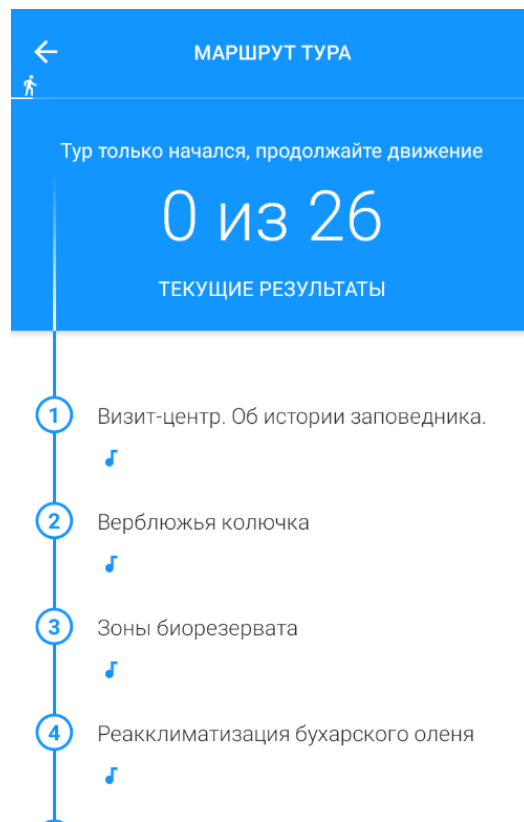 МАРШРУТ ТУРА
Тур только начался, продолжайте движение
0 из 26
ТЕКУЩИЕ РЕЗУЛЬТАТЫ
1 Визит-центр. Об истории заповедника.
2 Верблюжья колючка
3 Зоны биорезервата
4 Реакклиматизация бухарского оленя